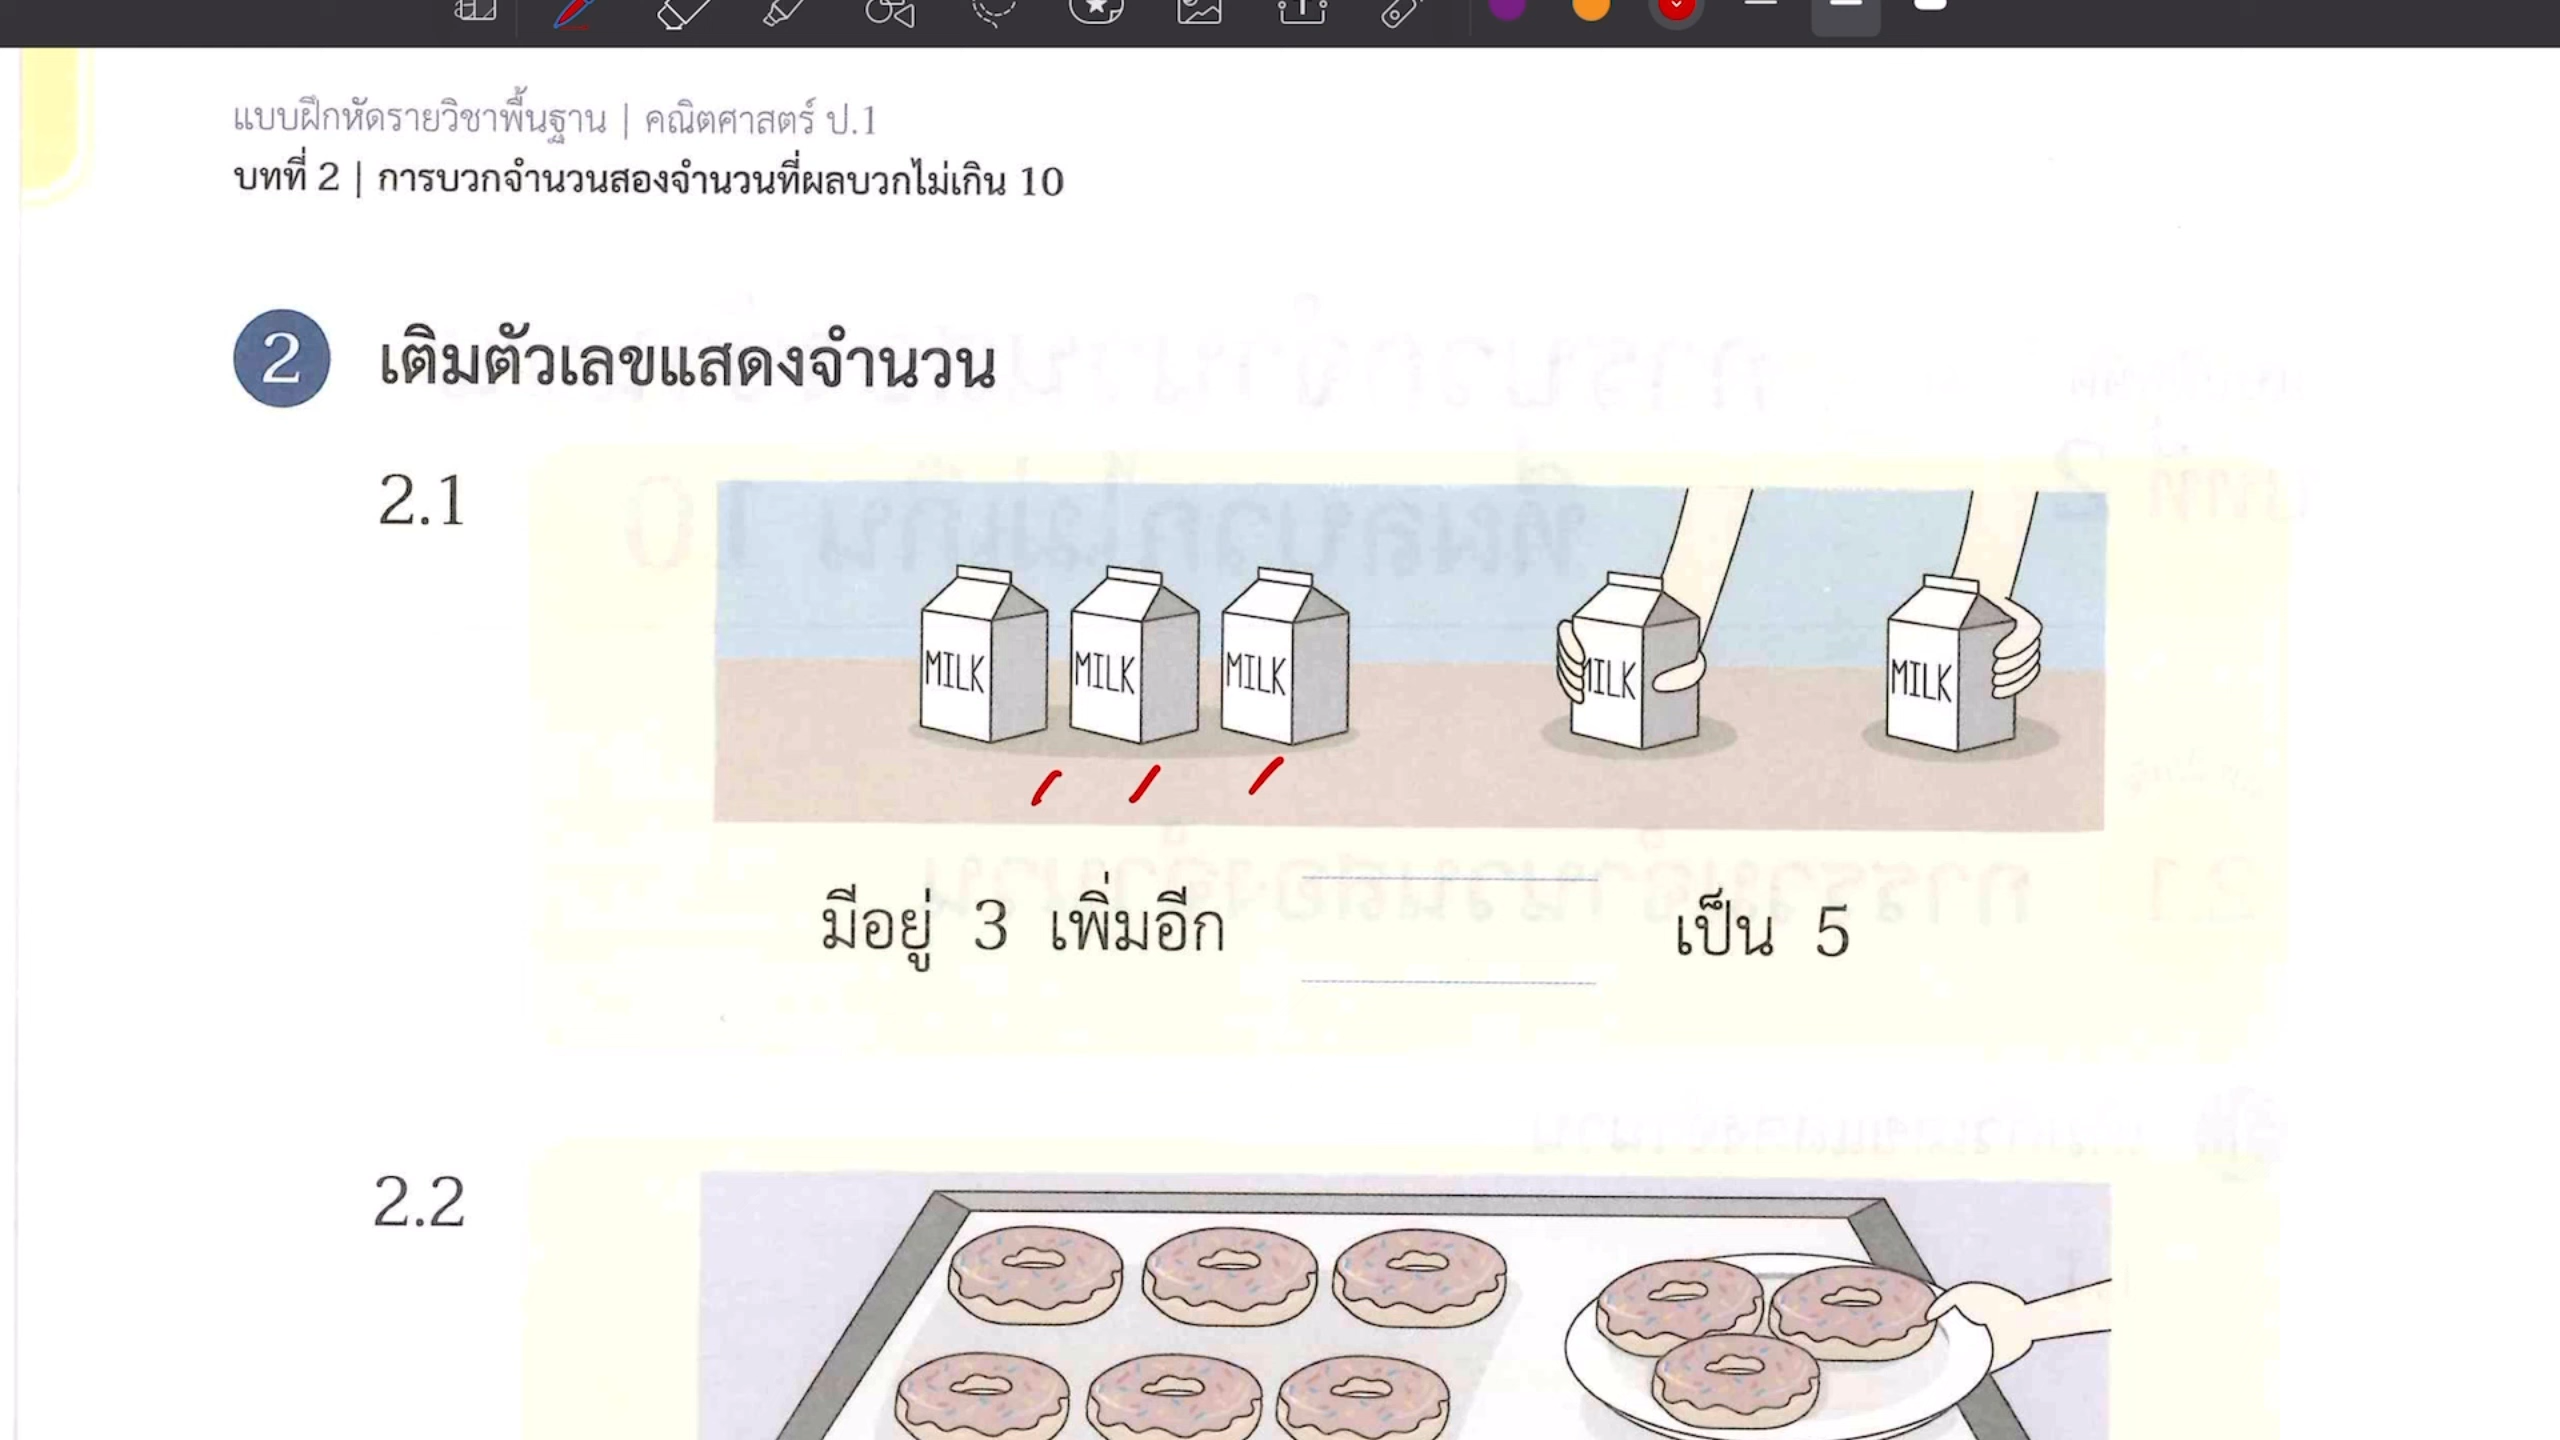 แบบฝึกหัดรายวิชาพื้นฐาน | คณิตศาสตร์ ป.1
บทที่ 2 | การบวกจำนวนสองจำนวนที่ผลบวกไม่เกิน 10
2 เติมตัวเลขแสดงจำนวน
2.1
MILK MILK MILK MILK MILK
มีอยู่ 3 เพิ่มอีก เป็น 5
2.2